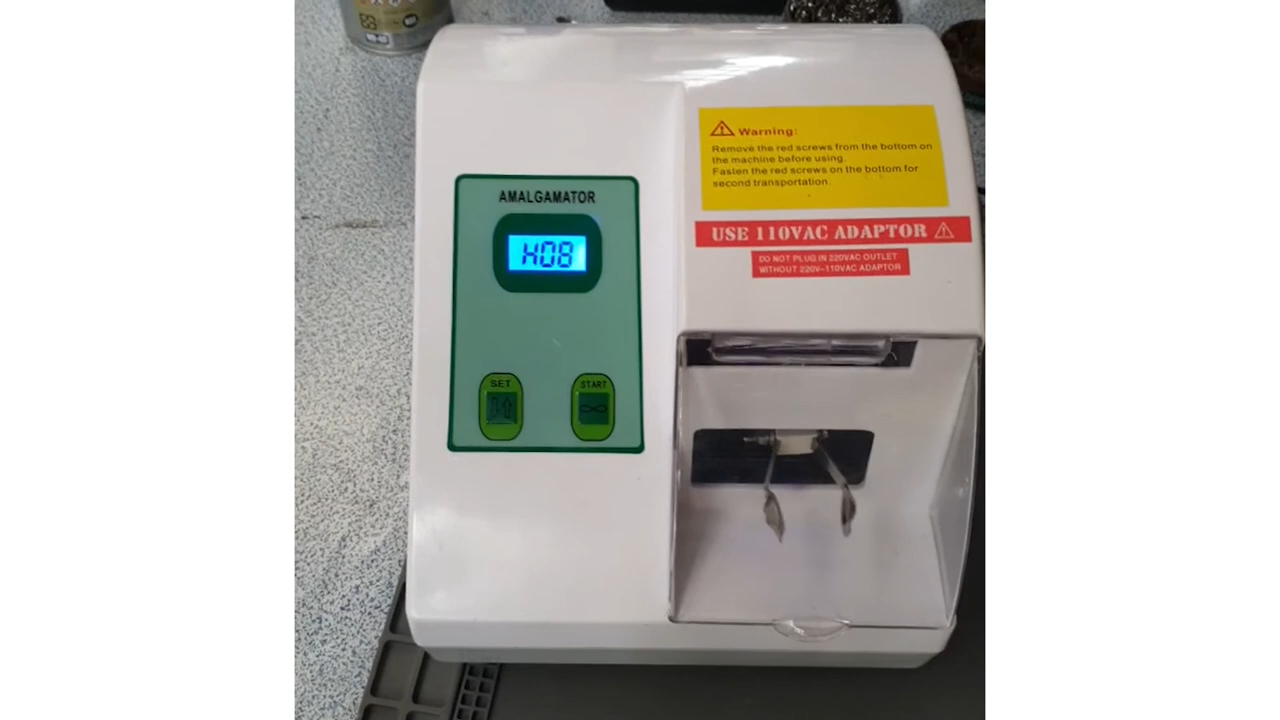 AMALGAMATOR
H08
SET
START
Warning:
Remove the red screws from the bottom on
the machine before using.
Fasten the red screws on the bottom for
second transportation.
USE 110VAC ADAPTOR
DO NOT PLUG IN 220VAC OUTLET
WITHOUT 220V-110VAC ADAPTOR